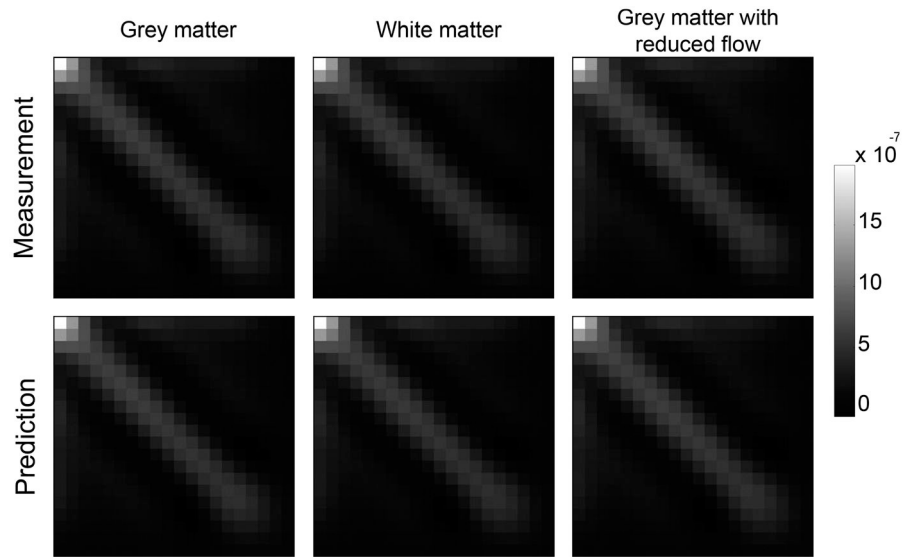 Grey matter
White matter
Grey matter with
reduced flow
Measurement
Prediction
x 10
-7
15
10
5
0